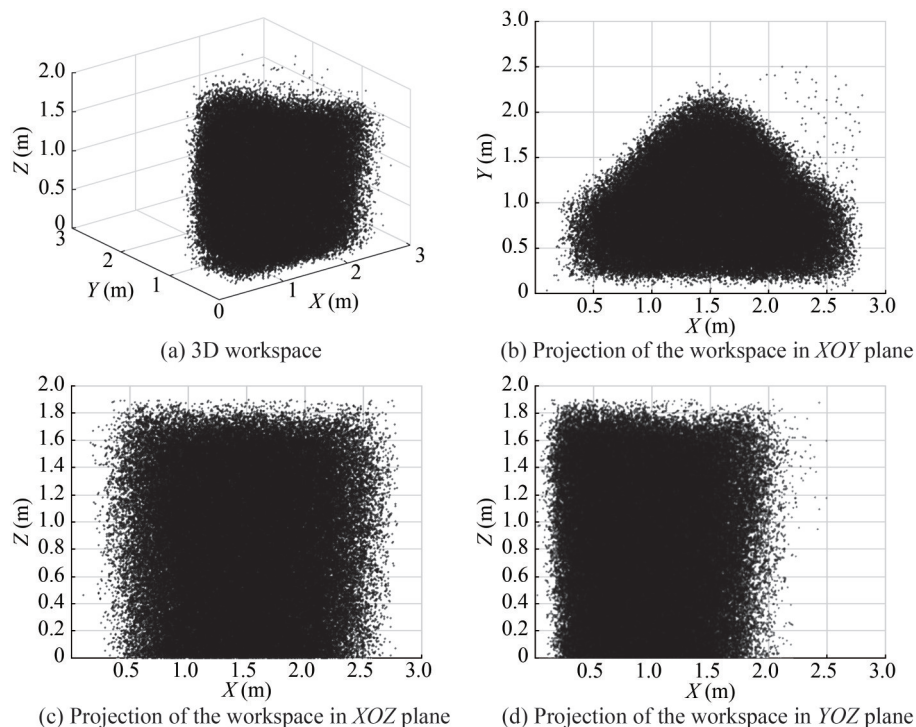 2.0
1.5
1.0
0.5
0
3
2
1
0
1
2
3
Z (m)
Y (m)
X (m)
(a) 3D workspace
3.0
2.5
2.0
1.5
1.0
0.5
0
0.5 1.0 1.5 2.0 2.5 3.0
Y (m)
X (m)
(b) Projection of the workspace in XOY plane
2.0
1.8
1.6
1.4
1.2
1.0
0.8
0.6
0.4
0.2
0
0.5 1.0 1.5 2.0 2.5 3.0
Z (m)
X (m)
(c) Projection of the workspace in XOZ plane
2.0
1.8
1.6
1.4
1.2
1.0
0.8
0.6
0.4
0.2
0
0.5 1.0 1.5 2.0 2.5 3.0
Z (m)
X (m)
(d) Projection of the workspace in YOZ plane